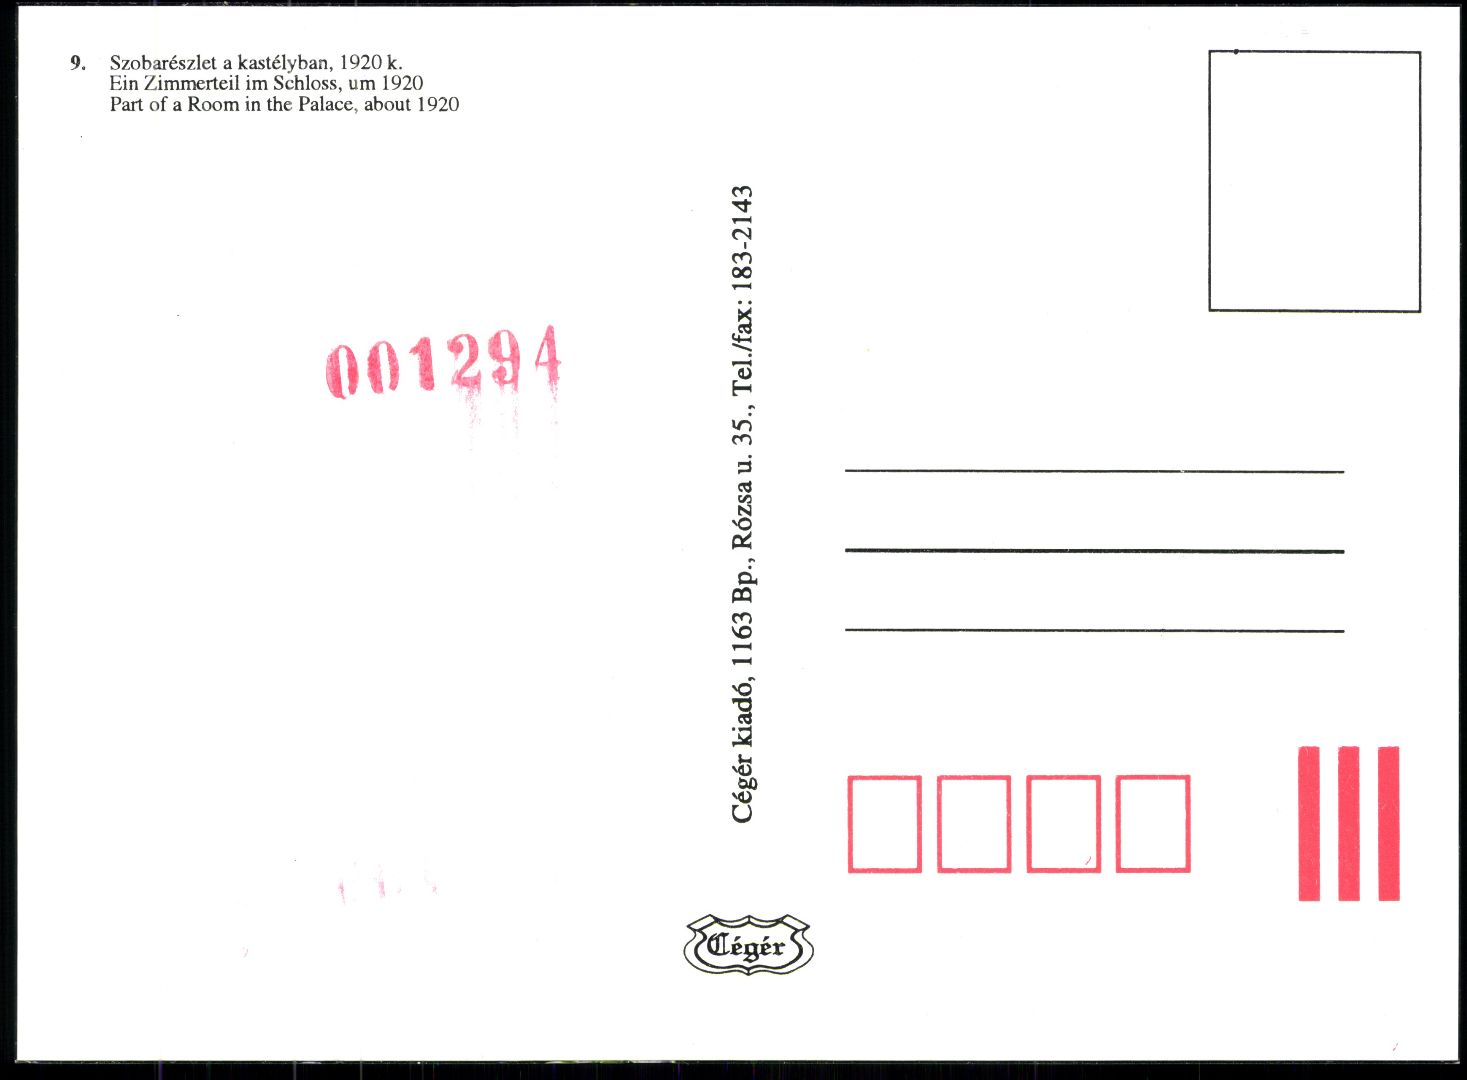 9. Szobarészlet a kastélyban, 1920 k.
Ein Zimmerteil im Schloss, um 1920
Part of a Room in the Palace, about 1920
001294
Cégér kiadó, 1163 Bp., Rózsa u. 35., Tel./fax: 183-2143
Cégér